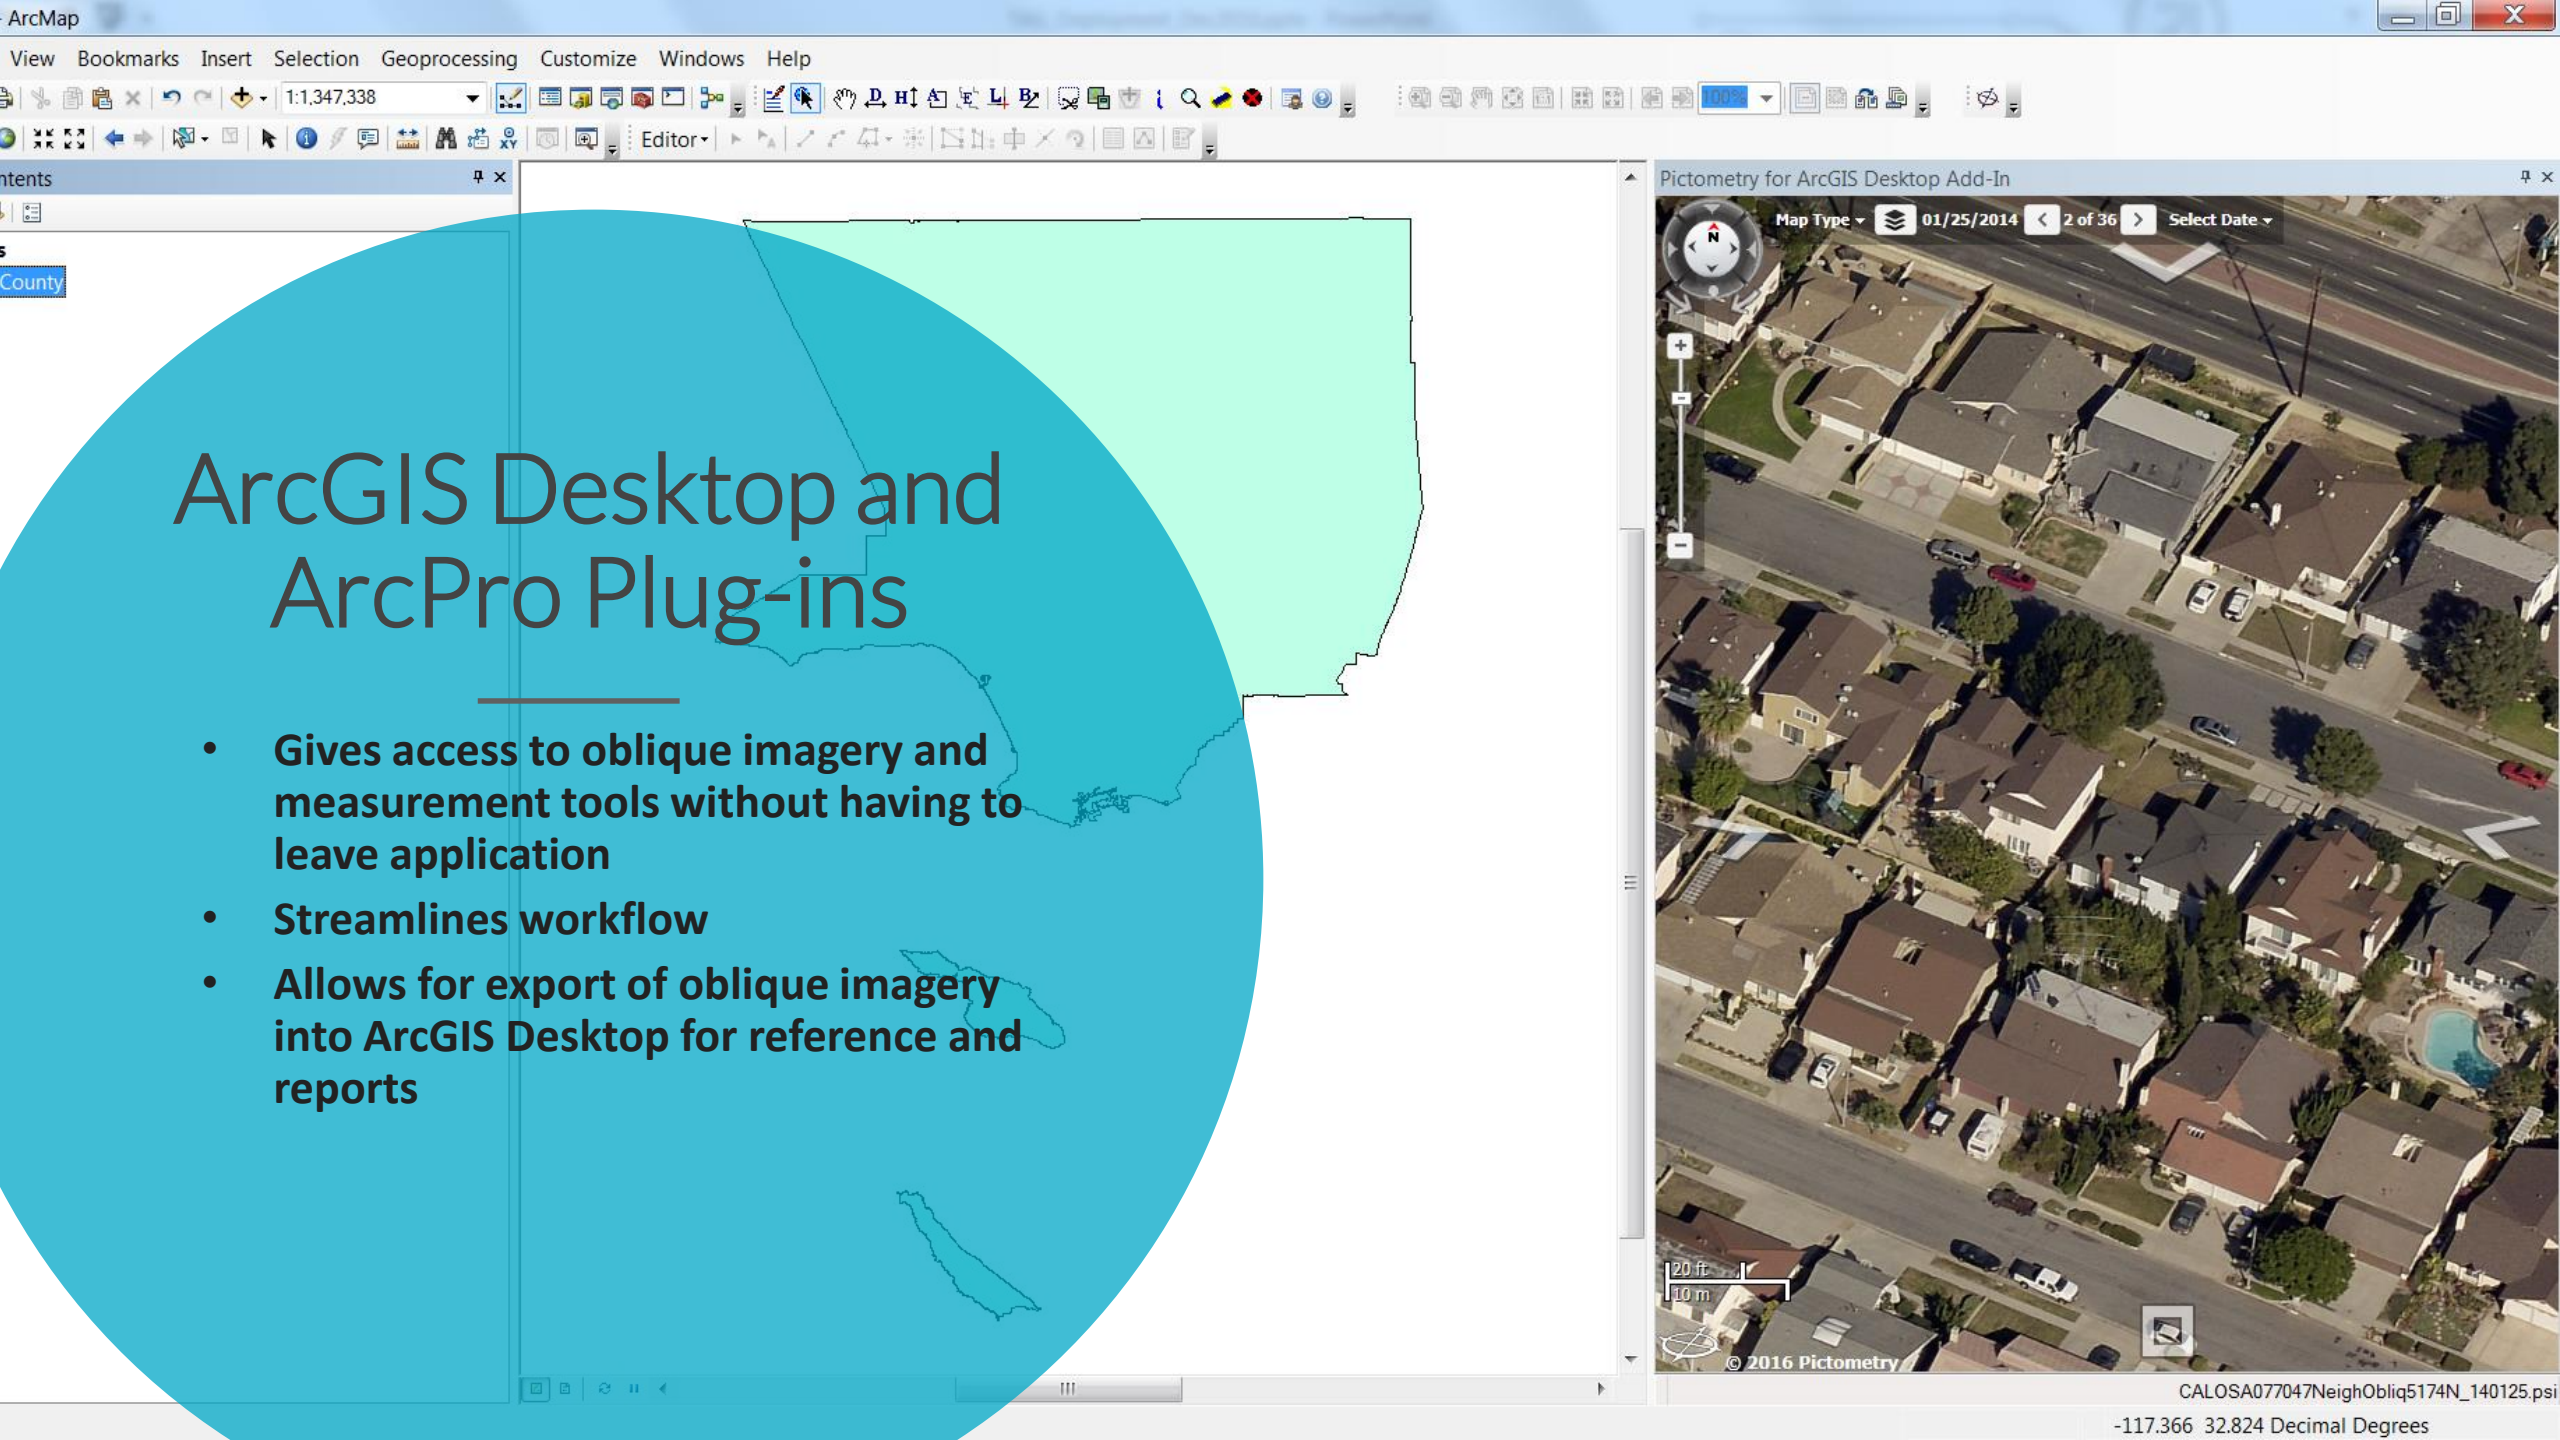 - ArcMap
View Bookmarks Insert Selection Geoprocessing Customize Windows Help
1:1,347,338
100%
Editor
ntents
s
County
Pictometry for ArcGIS Desktop Add-In
Map Type 01/25/2014 2 of 36 Select Date
N
ArcGIS Desktop and
ArcPro Plug-ins
• Gives access to oblique imagery and
measurement tools without having to
leave application
• Streamlines workflow
• Allows for export of oblique imagery
into ArcGIS Desktop for reference and
reports
20 ft
10 m
© 2016 Pictometry
CALOSA077047NeighObliq5174N_140125.psi
-117.366 32.824 Decimal Degrees